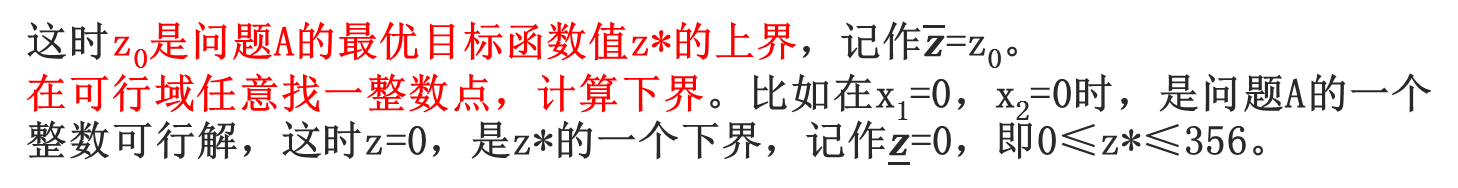 这时z₀是问题A的最优目标函数值z*的上界，记作z̅=z₀。
在可行域任意找一整数点，计算下界。比如在x₁=0，x₂=0时，是问题A的一个
整数可行解，这时z=0，是z*的一个下界，记作z̲=0，即0≤z*≤356。